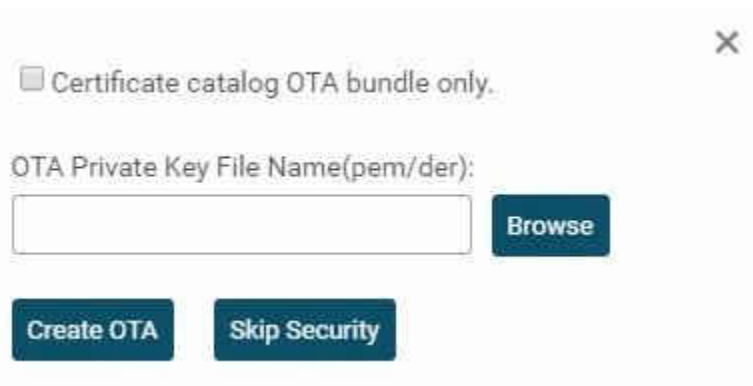 Certificate catalog OTA bundle only.
OTA Private Key File Name(pem/der):
Browse
Create OTA Skip Security